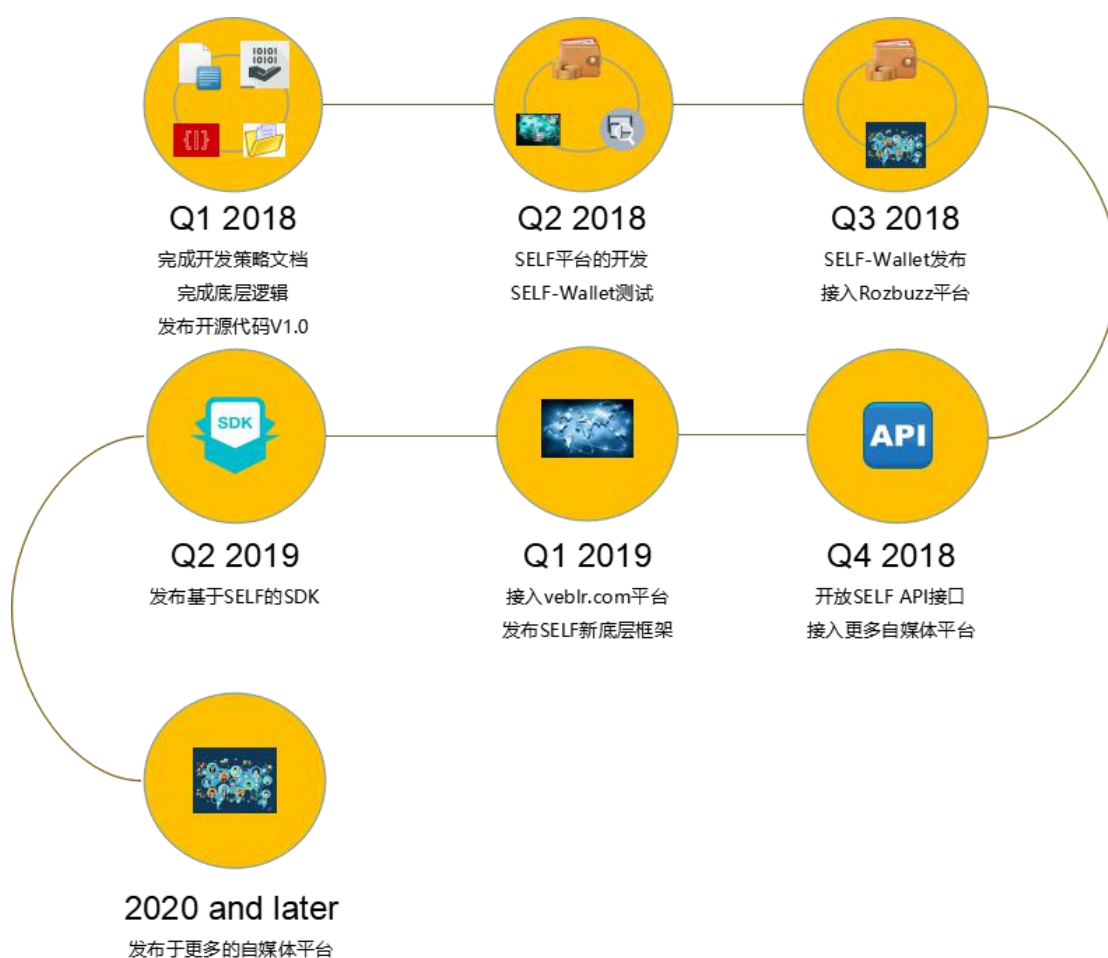 10101
10101
{|}
Q1 2018
完成开发策略文档
完成底层逻辑
发布开源代码V1.0
Q2 2018
SELF平台的开发
SELF-Wallet测试
Q3 2018
SELF-Wallet发布
接入Rozbuzz平台
API
Q4 2018
开放SELF API接口
接入更多自媒体平台
Q1 2019
接入veblr.com平台
发布SELF新底层框架
SDK
Q2 2019
发布基于SELF的SDK
2020 and later
发布于更多的自媒体平台